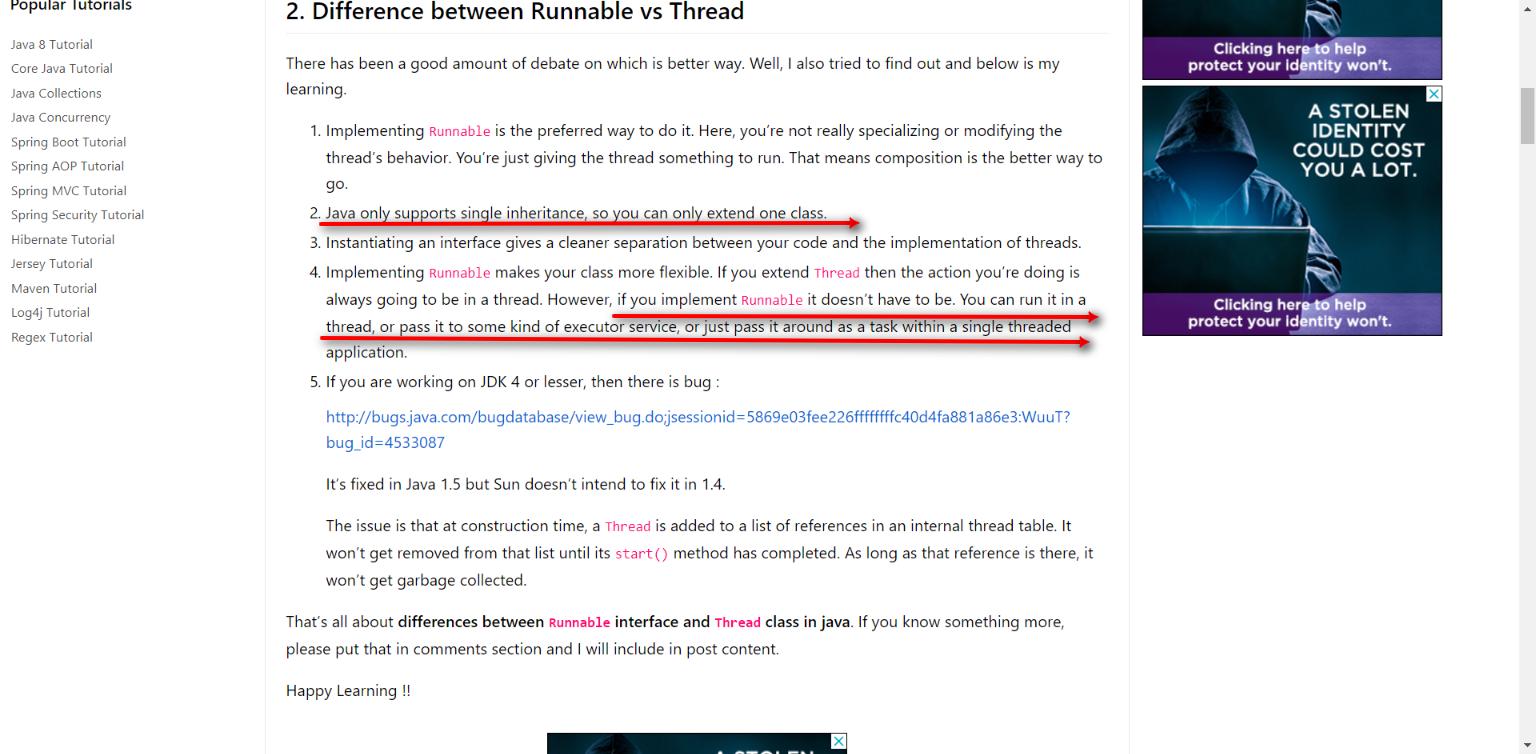 Popular Tutorials
Java 8 Tutorial
Core Java Tutorial
Java Collections
Java Concurrency
Spring Boot Tutorial
Spring AOP Tutorial
Spring MVC Tutorial
Spring Security Tutorial
Hibernate Tutorial
Jersey Tutorial
Maven Tutorial
Log4j Tutorial
Regex Tutorial
2. Difference between Runnable vs Thread
There has been a good amount of debate on which is better way. Well, I also tried to find out and below is my
learning.
1. Implementing Runnable is the preferred way to do it. Here, you’re not really specializing or modifying the
thread’s behavior. You’re just giving the thread something to run. That means composition is the better way to
go.
2. Java only supports single inheritance, so you can only extend one class.
3. Instantiating an interface gives a cleaner separation between your code and the implementation of threads.
4. Implementing Runnable makes your class more flexible. If you extend Thread then the action you’re doing is
always going to be in a thread. However, if you implement Runnable it doesn’t have to be. You can run it in a
thread, or pass it to some kind of executor service, or just pass it around as a task within a single threaded
application.
5. If you are working on JDK 4 or lesser, then there is bug :
http://bugs.java.com/bugdatabase/view_bug.do;jsessionid=5869e03fee226ffffffffc40d4fa881a86e3:WuuT?
bug_id=4533087
It’s fixed in Java 1.5 but Sun doesn’t intend to fix it in 1.4.
The issue is that at construction time, a Thread is added to a list of references in an internal thread table. It
won’t get removed from that list until its start() method has completed. As long as that reference is there, it
won’t get garbage collected.
That’s all about differences between Runnable interface and Thread class in java. If you know something more,
please put that in comments section and I will include in post content.
Happy Learning !!
A STOLEN
Clicking here to help
protect your identity won’t.
A STOLEN
IDENTITY
COULD COST
YOU A LOT.
Clicking here to help
protect your identity won’t.